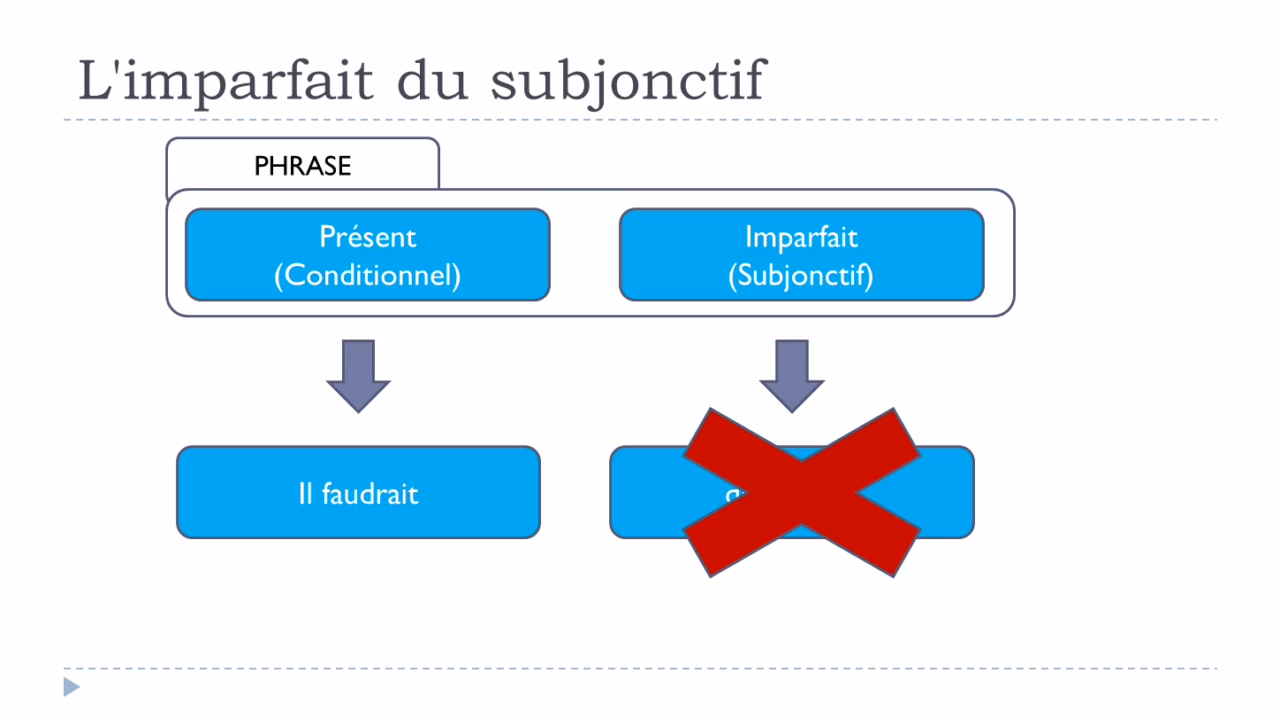 L'imparfait du subjonctif
PHRASE
Présent
(Conditionnel)
Imparfait
(Subjonctif)
Il faudrait